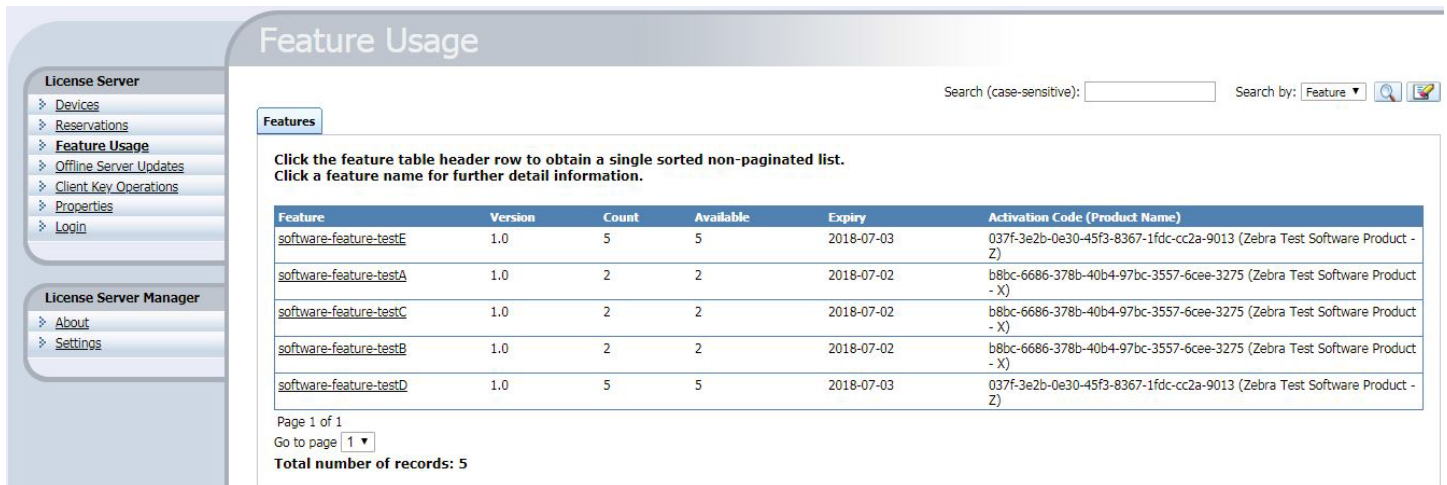 Feature Usage
License Server
Devices
Reservations
Feature Usage
Offline Server Updates
Client Key Operations
Properties
Login
License Server Manager
About
Settings
Search (case-sensitive): Search by: Feature
Features
Click the feature table header row to obtain a single sorted non-paginated list.
Click a feature name for further detail information.
Feature Version Count Available Expiry Activation Code (Product Name)
software-feature-testE 1.0 5 5 2018-07-03 037f-3e2b-0e30-45f3-8367-1fdc-cc2a-9013 (Zebra Test Software Product -
Z)
software-feature-testA 1.0 2 2 2018-07-02 b8bc-6686-378b-40b4-97bc-3557-6cee-3275 (Zebra Test Software Product
- X)
software-feature-testC 1.0 2 2 2018-07-02 b8bc-6686-378b-40b4-97bc-3557-6cee-3275 (Zebra Test Software Product
- X)
software-feature-testB 1.0 2 2 2018-07-02 b8bc-6686-378b-40b4-97bc-3557-6cee-3275 (Zebra Test Software Product
- X)
software-feature-testD 1.0 5 5 2018-07-03 037f-3e2b-0e30-45f3-8367-1fdc-cc2a-9013 (Zebra Test Software Product -
Z)
Page 1 of 1
Go to page 1
Total number of records: 5